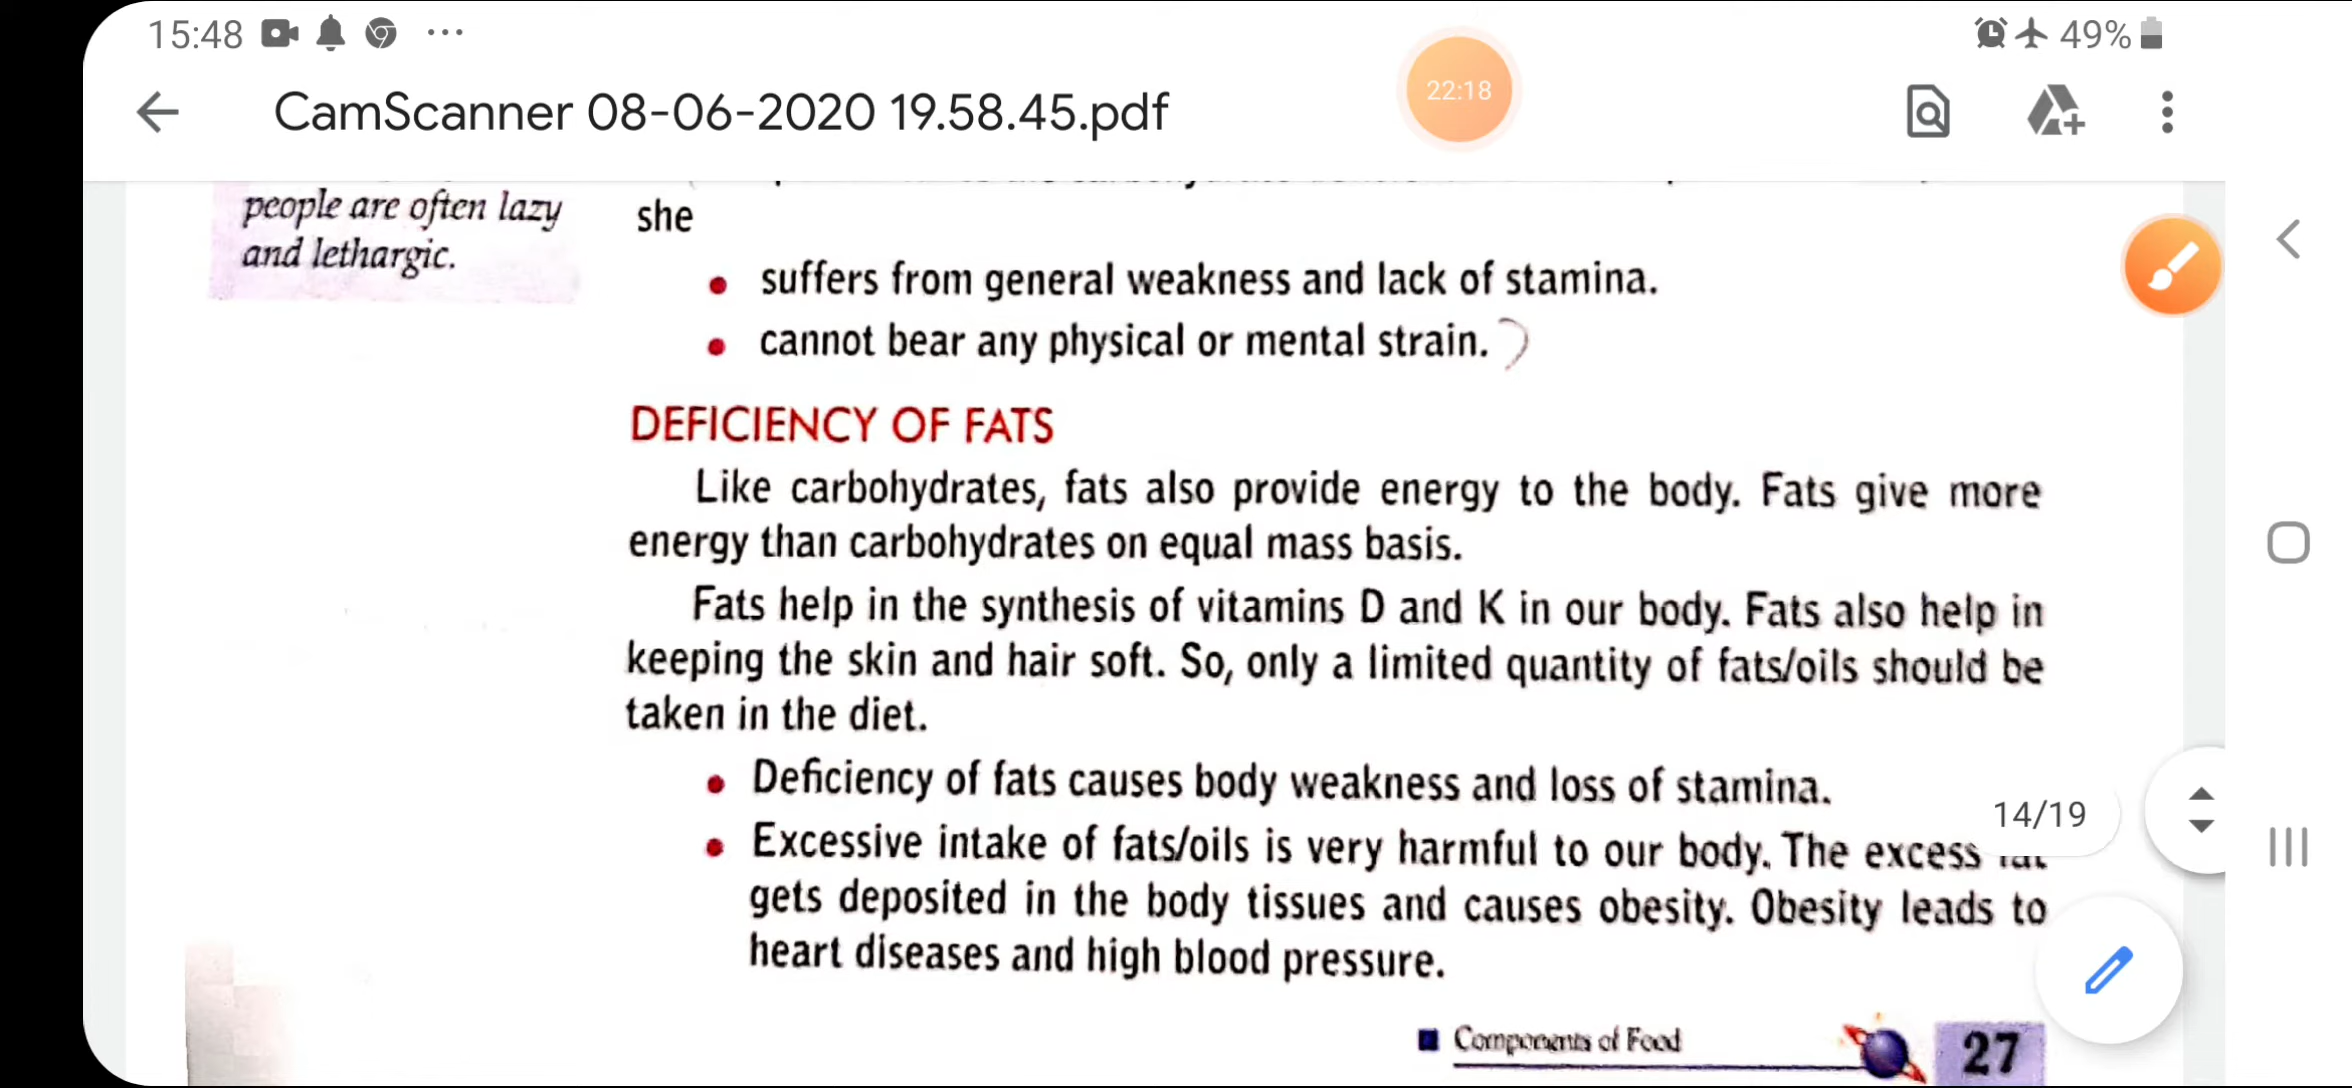 15:48 ... 49%
22:18
CamScanner 08-06-2020 19.58.45.pdf
people are often lazy
and lethargic.
she
• suffers from general weakness and lack of stamina.
• cannot bear any physical or mental strain.
DEFICIENCY OF FATS
Like carbohydrates, fats also provide energy to the body. Fats give more
energy than carbohydrates on equal mass basis.
Fats help in the synthesis of vitamins D and K in our body. Fats also help in
keeping the skin and hair soft. So, only a limited quantity of fats/oils should be
taken in the diet.
• Deficiency of fats causes body weakness and loss of stamina.
14/19
• Excessive intake of fats/oils is very harmful to our body. The excess
gets deposited in the body tissues and causes obesity. Obesity leads to
heart diseases and high blood pressure.
Components of Food
27